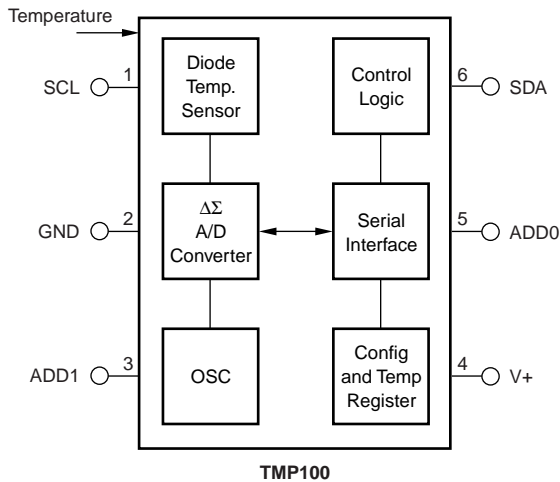 Temperature
SCL
1
Diode
Temp.
Sensor
Control
Logic
6
SDA
GND
2
ΔΣ
A/D
Converter
Serial
Interface
5
ADD0
ADD1
3
OSC
Config
and Temp
Register
4
V+
TMP100